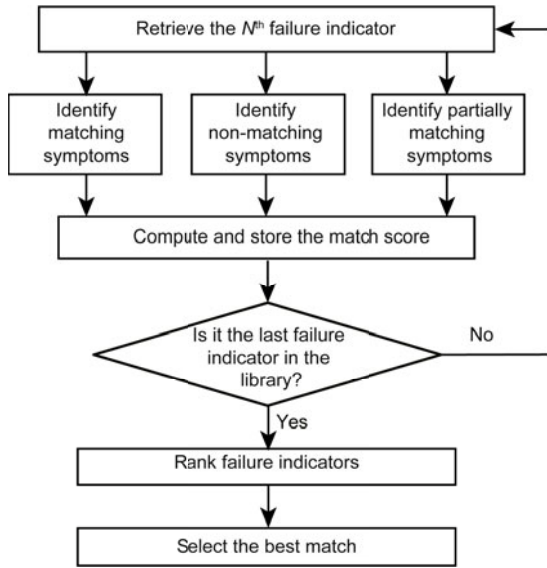 Retrieve the Nth failure indicator
Identify
matching
symptoms
Identify
non-matching
symptoms
Identify partially
matching
symptoms
Compute and store the match score
Is it the last failure
indicator in the
library?
No
Yes
Rank failure indicators
Select the best match